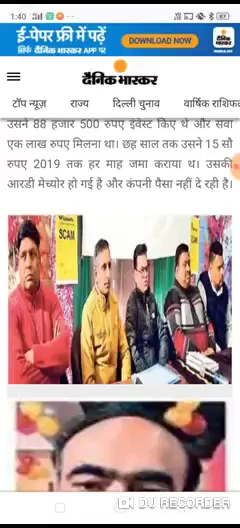 1:40
67
ई-पेपर फ्री में पढ़ें
सिर्फ दैनिक भास्कर APP पर
DOWNLOAD NOW
दैनिक भास्कर
टॉप न्यूज़ राज्य दिल्ली चुनाव वार्षिक राशिफल
उसने 88 हजार 500 रुपए इंवेस्ट किए थे और सवा
एक लाख रुपए मिलना था। छह साल तक उसने 15 सौ
रुपए 2019 तक हर माह जमा कराया था। उसकी
आरडी मेच्योर हो गई है और कंपनी पैसा नहीं दे रही है।
SCAM
DU RECORDER